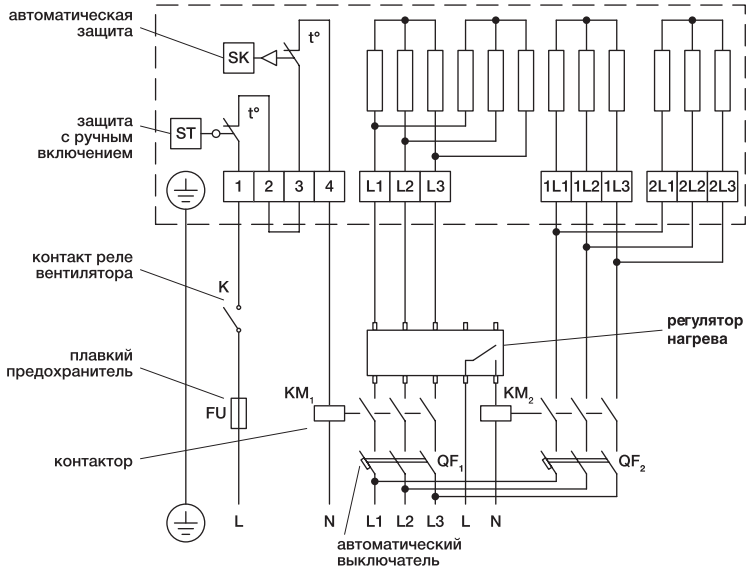 автоматическая
защита
SK
t°
защита
с ручным
включением
ST
t°
1 2 3 4 L1 L2 L3 1L1 1L2 1L3 2L1 2L2 2L3
контакт реле
вентилятора
K
регулятор
нагрева
плавкий
предохранитель
FU
KM1
KM2
контактор
QF1
QF2
L N L1 L2 L3 L N
автоматический
выключатель